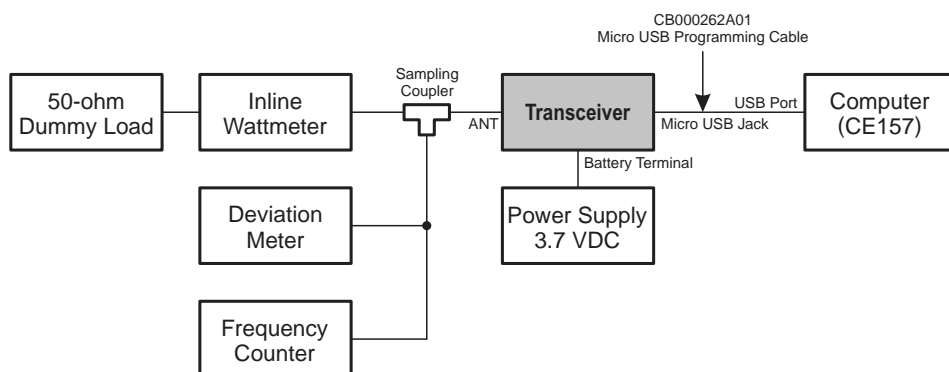 CB000262A01
Micro USB Programming Cable
Sampling
Coupler
50-ohm
Dummy Load
Inline
Wattmeter
ANT
Transceiver
USB Port
Micro USB Jack
Computer
(CE157)
Battery Terminal
Deviation
Meter
Power Supply
3.7 VDC
Frequency
Counter